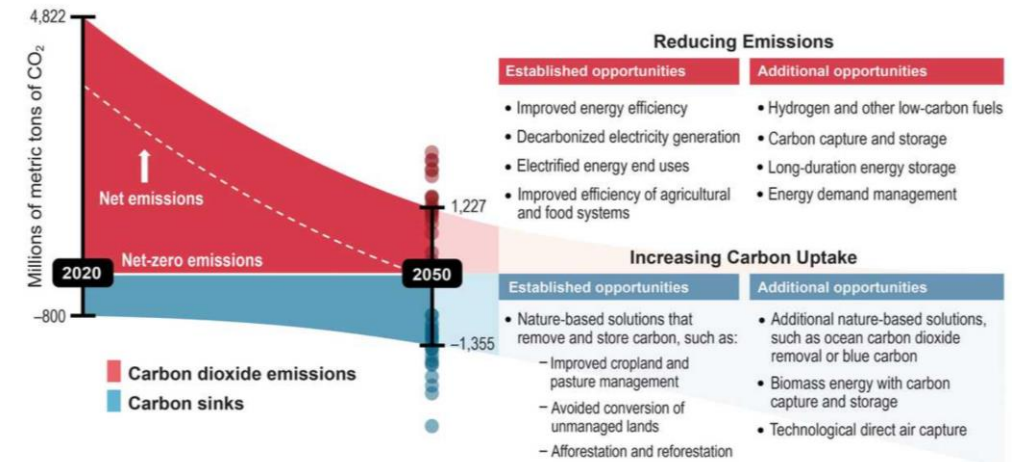 4,822
Millions of metric tons of CO₂
Net emissions
Net-zero emissions
2020
2050
–800
1,227
–1,355
Carbon dioxide emissions
Carbon sinks
Reducing Emissions
Established opportunities
• Improved energy efficiency
• Decarbonized electricity generation
• Electrified energy end uses
• Improved efficiency of agricultural
and food systems
Additional opportunities
• Hydrogen and other low-carbon fuels
• Carbon capture and storage
• Long-duration energy storage
• Energy demand management
Increasing Carbon Uptake
Established opportunities
• Nature-based solutions that
remove and store carbon, such as:
– Improved cropland and
pasture management
– Avoided conversion of
unmanaged lands
– Afforestation and reforestation
Additional opportunities
• Additional nature-based solutions,
such as ocean carbon dioxide
removal or blue carbon
• Biomass energy with carbon
capture and storage
• Technological direct air capture